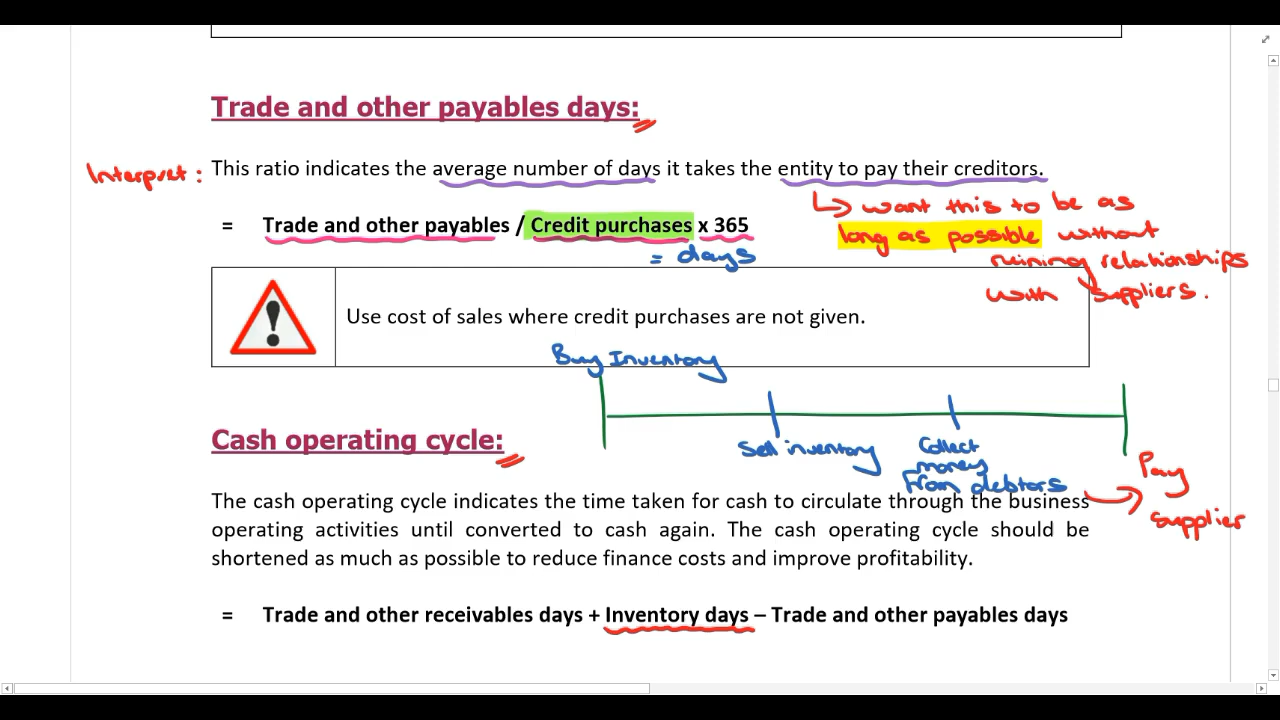 Trade and other payables days:
Interpret: This ratio indicates the average number of days it takes the entity to pay their creditors.
↳ want this to be as
= Trade and other payables / Credit purchases x 365
long as possible without
= days
ruining relationships
with suppliers.
Use cost of sales where credit purchases are not given.
Buy Inventory
Cash operating cycle:
Sell inventory
Collect
money
from debtors
Pay
supplier
The cash operating cycle indicates the time taken for cash to circulate through the business
operating activities until converted to cash again. The cash operating cycle should be
shortened as much as possible to reduce finance costs and improve profitability.
= Trade and other receivables days + Inventory days – Trade and other payables days